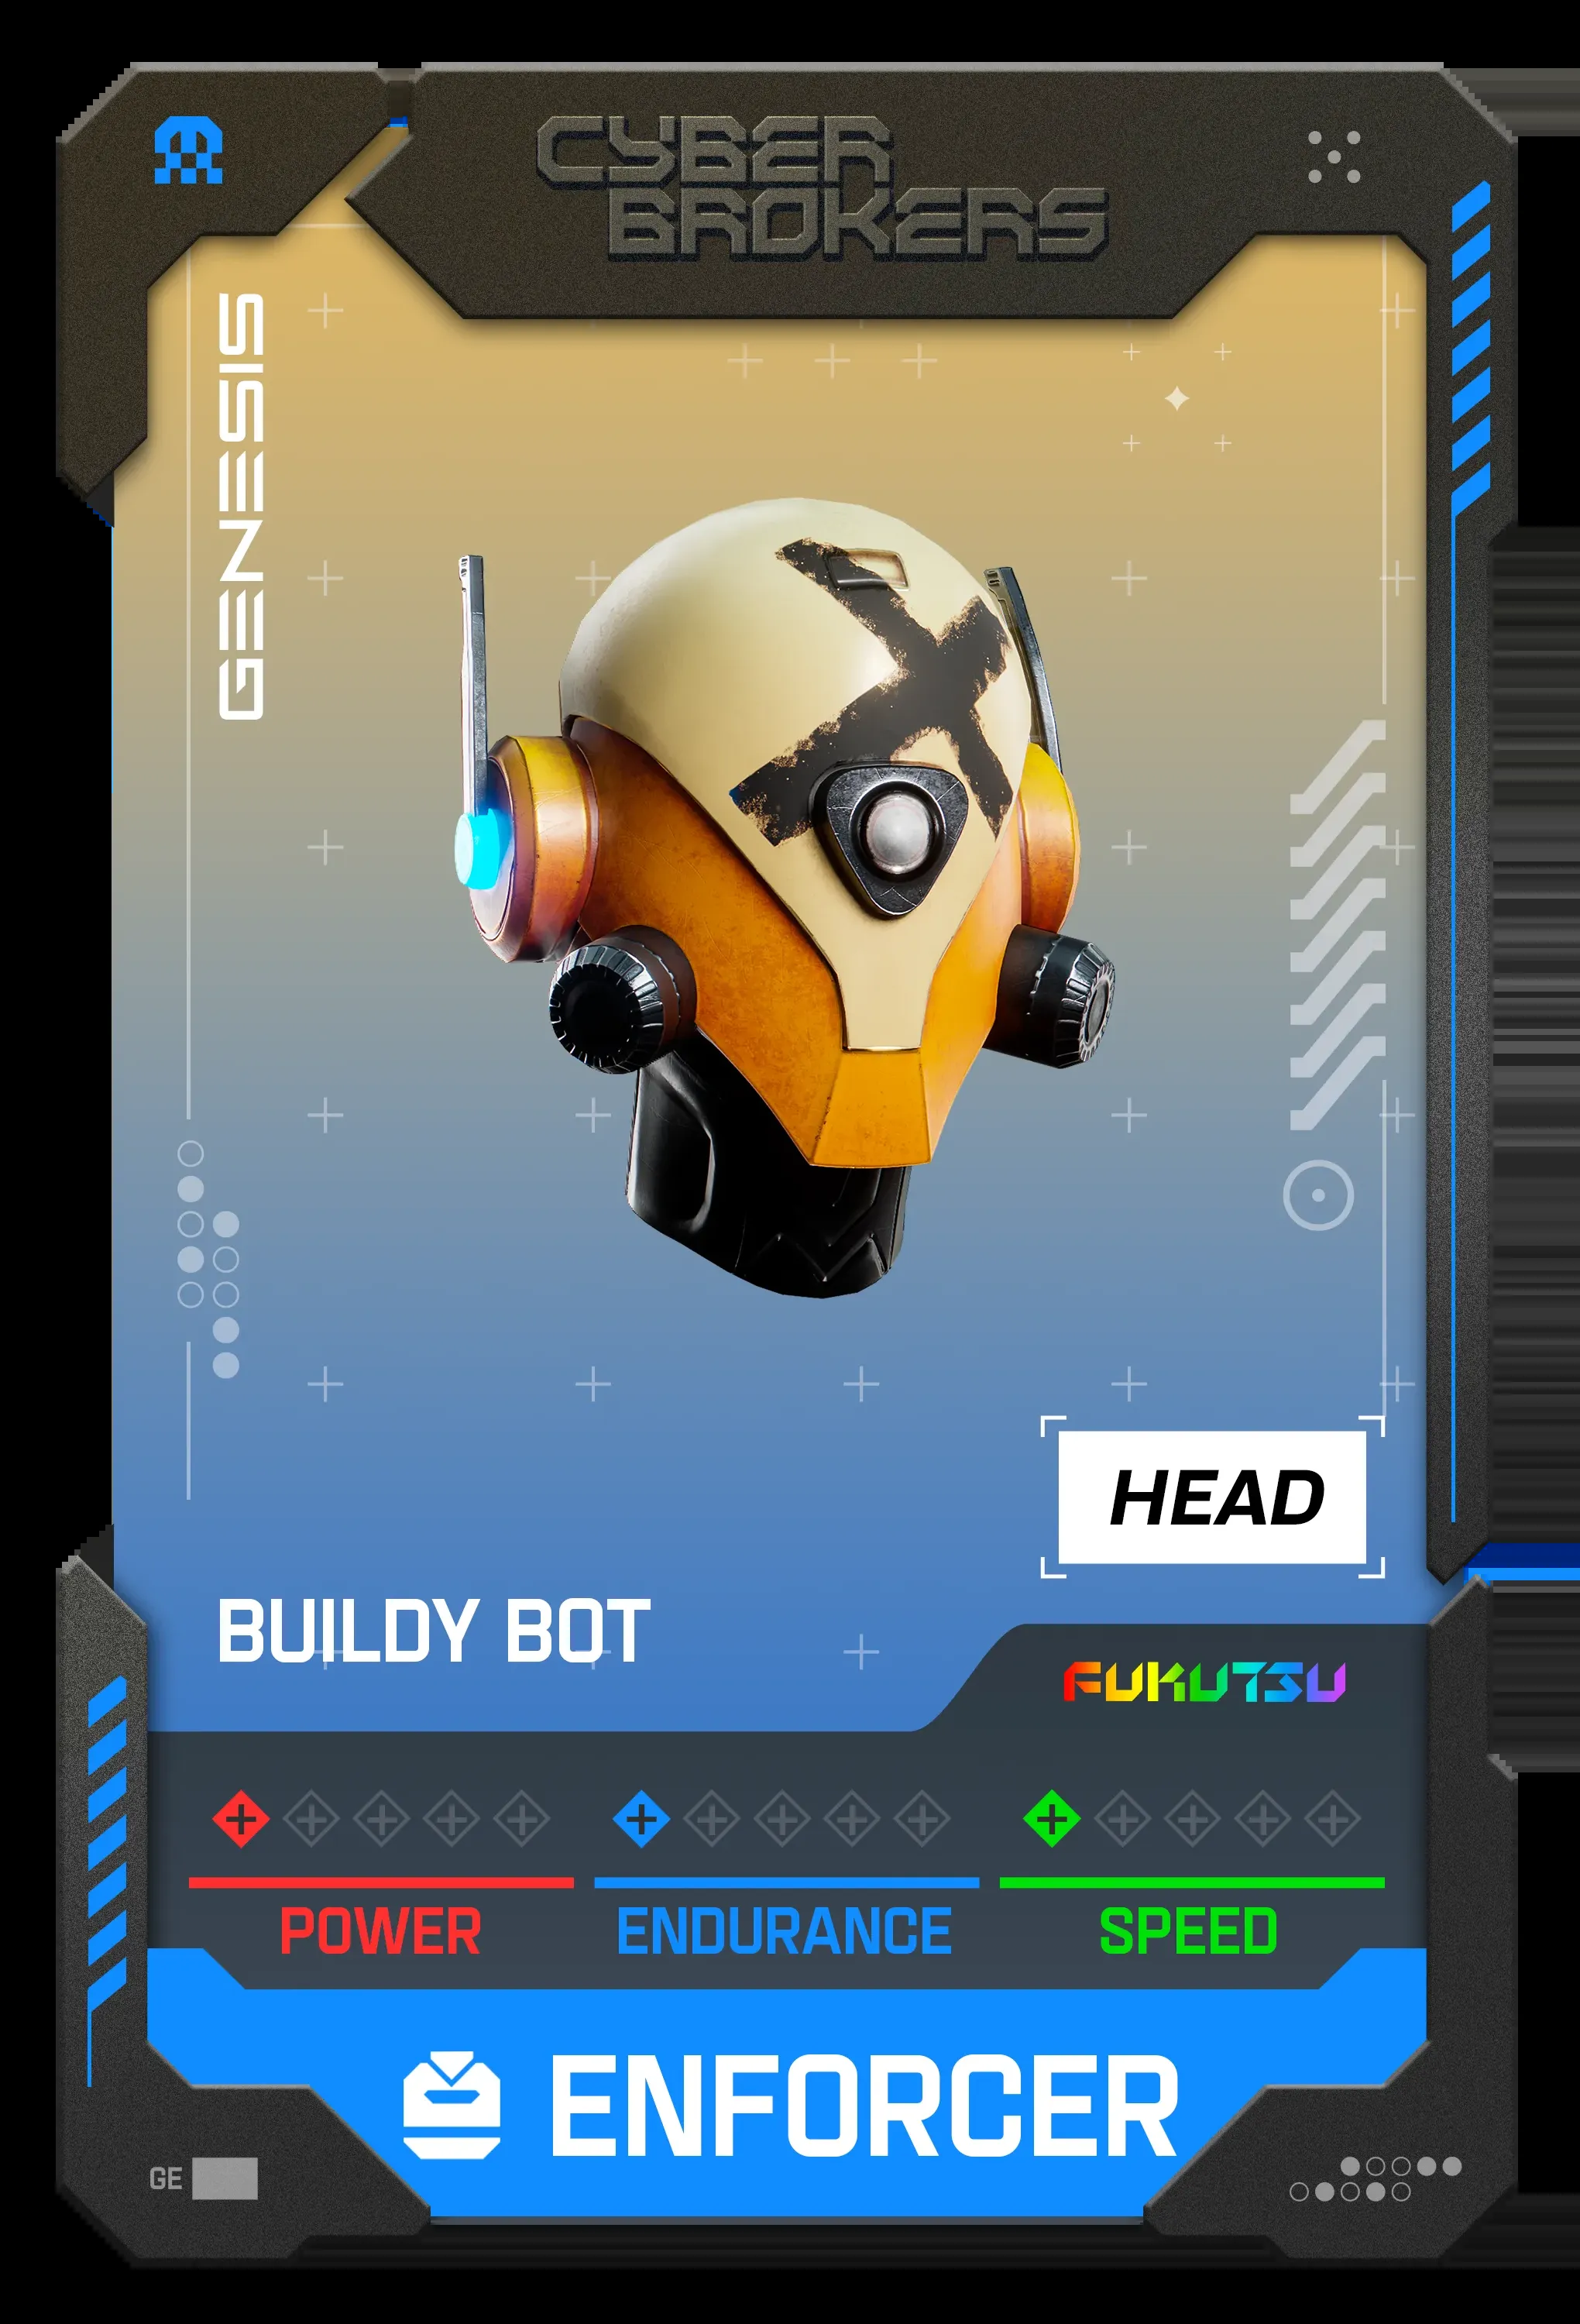 CYBER
BROKERS
GENESIS
HEAD
BUILDY BOT
FUKUTSU
POWER
ENDURANCE
SPEED
ENFORCER
GE